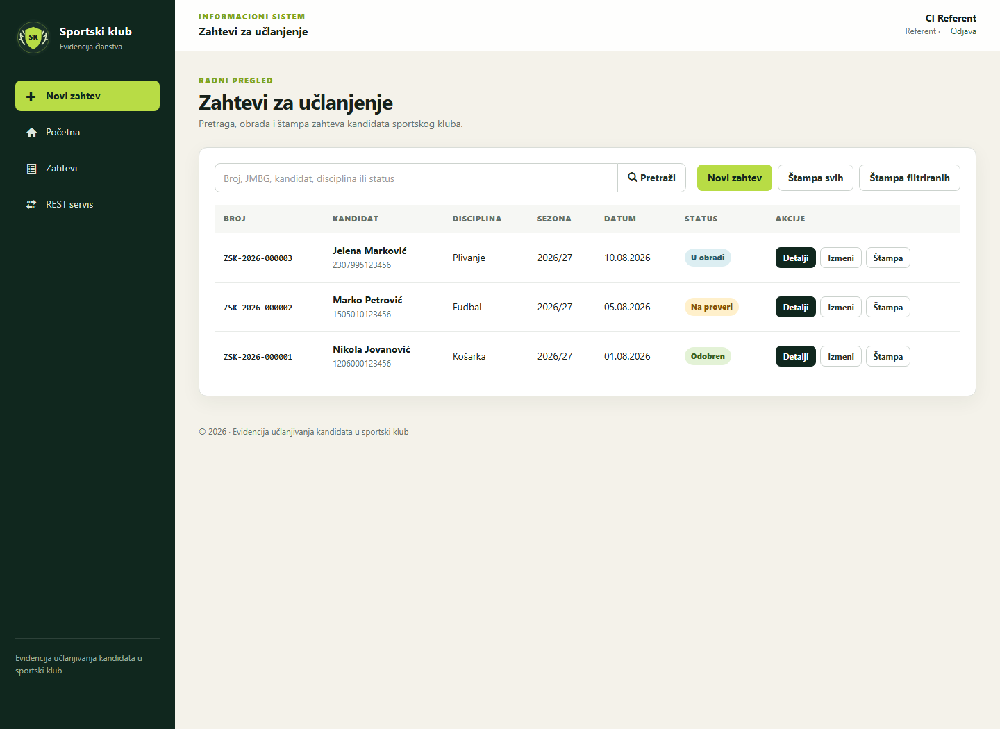 SK
Sportski klub
Evidencija članstva
Novi zahtev
Početna
Zahtevi
REST servis
Evidencija učlanjivanja kandidata u
sportski klub
INFORMACIONI SISTEM
Zahtevi za učlanjenje
CI Referent
Referent · Odjava
RADNI PREGLED
Zahtevi za učlanjenje
Pretraga, obrada i štampa zahteva kandidata sportskog kluba.
Broj, JMBG, kandidat, disciplina ili status Pretraži Novi zahtev Štampa svih Štampa filtriranih
BROJ KANDIDAT DISCIPLINA SEZONA DATUM STATUS AKCIJE
ZSK-2026-000003 Jelena Marković Plivanje 2026/27 10.08.2026 U obradi Detalji Izmeni Štampa
2307995123456
ZSK-2026-000002 Marko Petrović Fudbal 2026/27 05.08.2026 Na proveri Detalji Izmeni Štampa
1505010123456
ZSK-2026-000001 Nikola Jovanović Košarka 2026/27 01.08.2026 Odobren Detalji Izmeni Štampa
1206000123456
© 2026 · Evidencija učlanjivanja kandidata u sportski klub